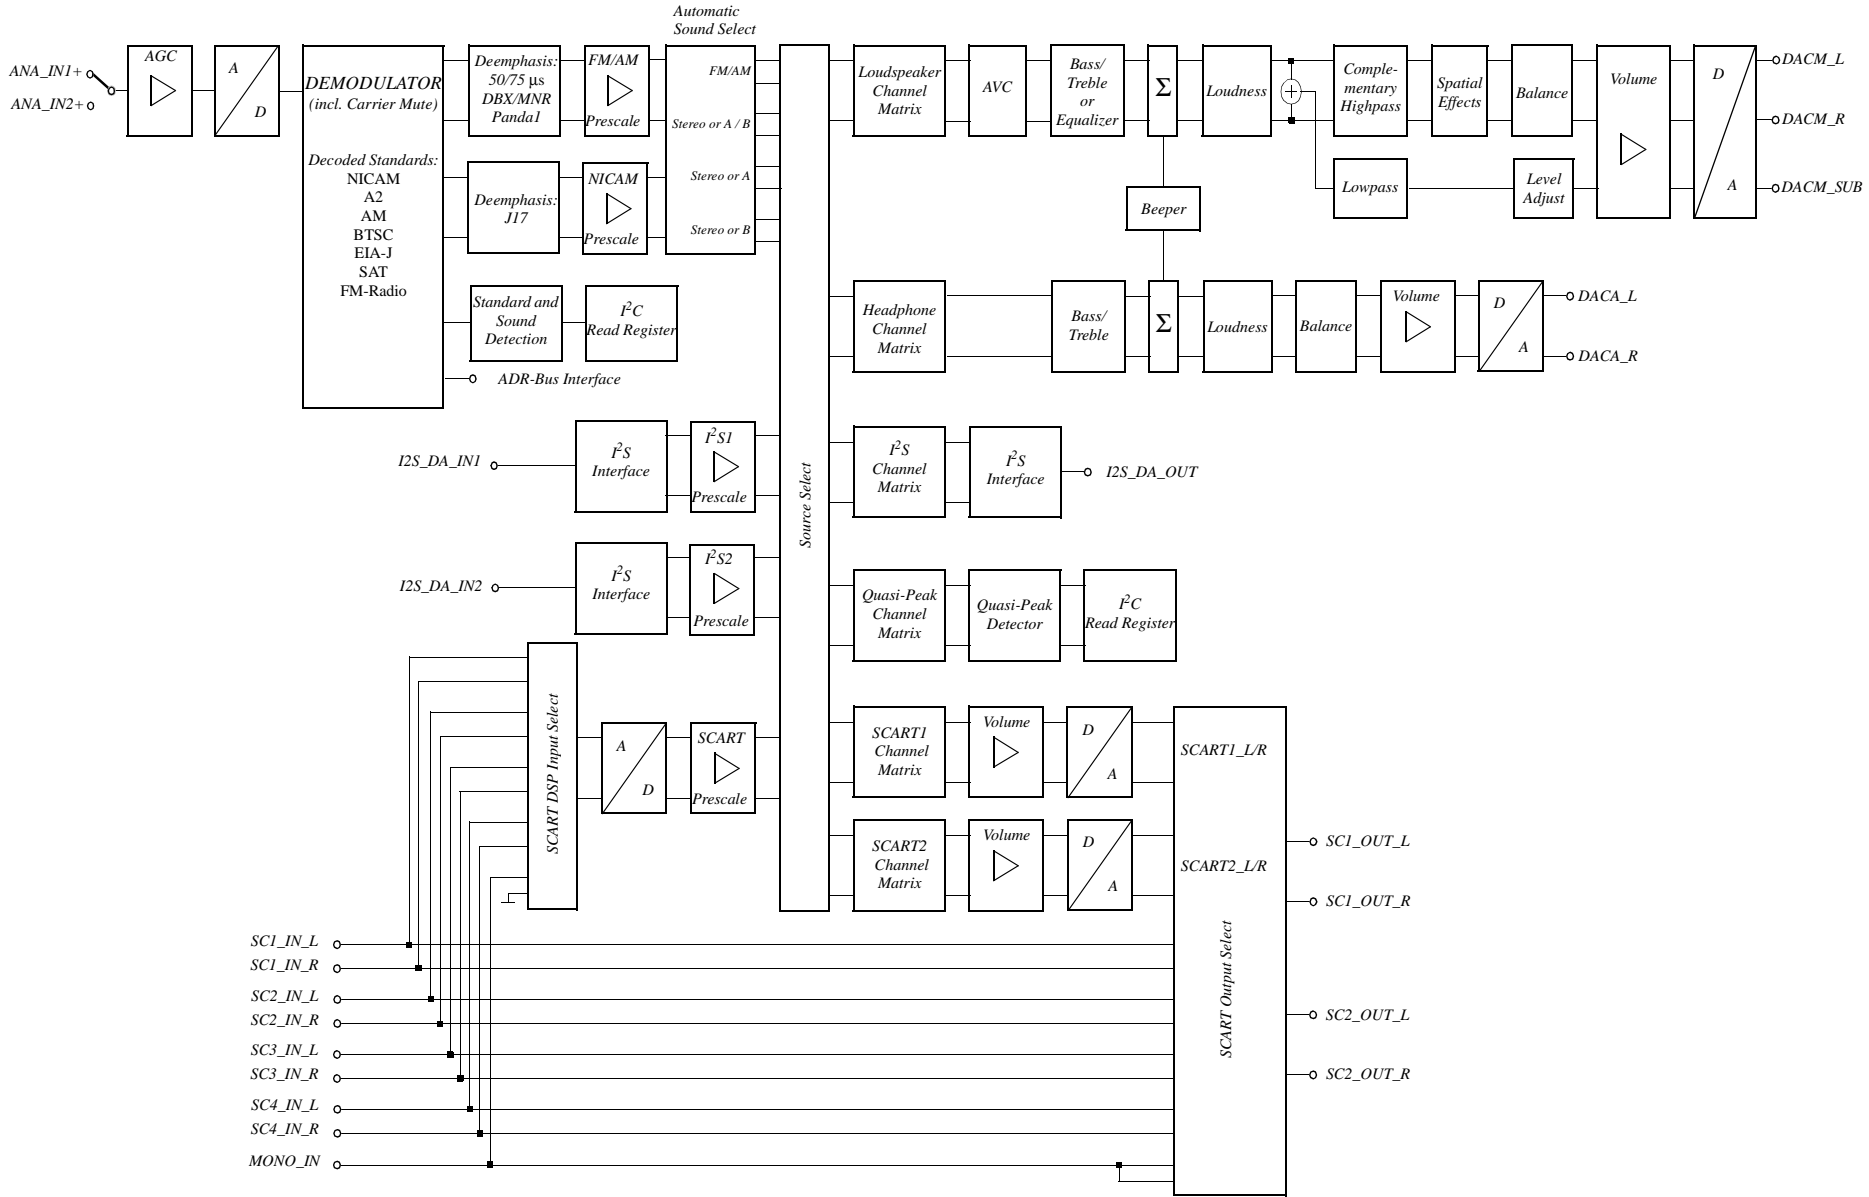 Automatic
Sound Select
ANA_IN1+
ANA_IN2+
AGC
A
D
DEMODULATOR
(incl. Carrier Mute)
Decoded Standards:
NICAM
A2
AM
BTSC
EIA-J
SAT
FM-Radio
Deemphasis:
50/75 µs
DBX/MNR
Panda1
FM/AM
Prescale
Deemphasis:
J17
NICAM
Prescale
FM/AM
Stereo or A / B
Stereo or A
Stereo or B
Standard and
Sound
Detection
I²C
Read Register
ADR-Bus Interface
I2S_DA_IN1
I²S
Interface
I²S1
Prescale
I2S_DA_IN2
I²S
Interface
I²S2
Prescale
SCART DSP Input Select
A
D
SCART
Prescale
Source Select
Loudspeaker
Channel
Matrix
AVC
Bass/
Treble
or
Equalizer
Σ
Loudness
Comple-
mentary
Highpass
Spatial
Effects
Balance
Volume
D
A
DACM_L
DACM_R
DACM_SUB
Lowpass
Level
Adjust
Beeper
Headphone
Channel
Matrix
Bass/
Treble
Σ
Loudness
Balance
Volume
D
A
DACA_L
DACA_R
I²S
Channel
Matrix
I²S
Interface
I2S_DA_OUT
Quasi-Peak
Channel
Matrix
Quasi-Peak
Detector
I²C
Read Register
SCART1
Channel
Matrix
Volume
D
A
SCART1_L/R
SCART2
Channel
Matrix
Volume
D
A
SCART2_L/R
SCART Output Select
SC1_OUT_L
SC1_OUT_R
SC2_OUT_L
SC2_OUT_R
SC1_IN_L
SC1_IN_R
SC2_IN_L
SC2_IN_R
SC3_IN_L
SC3_IN_R
SC4_IN_L
SC4_IN_R
MONO_IN